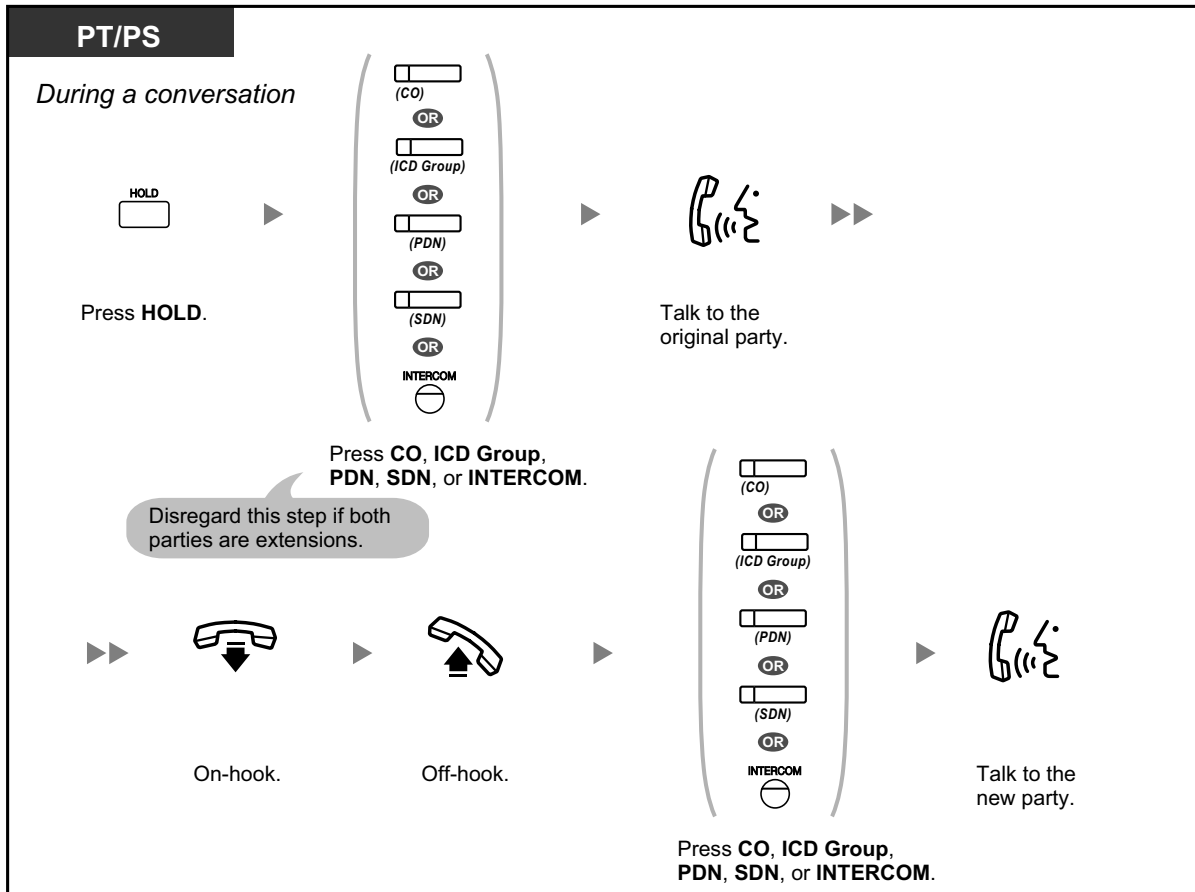 PT/PS
During a conversation
HOLD
Press HOLD.
(CO)
OR
(ICD Group)
OR
(PDN)
OR
(SDN)
OR
INTERCOM
Press CO, ICD Group,
PDN, SDN, or INTERCOM.
Disregard this step if both
parties are extensions.
Talk to the
original party.
On-hook.
Off-hook.
(CO)
OR
(ICD Group)
OR
(PDN)
OR
(SDN)
OR
INTERCOM
Press CO, ICD Group,
PDN, SDN, or INTERCOM.
Talk to the
new party.